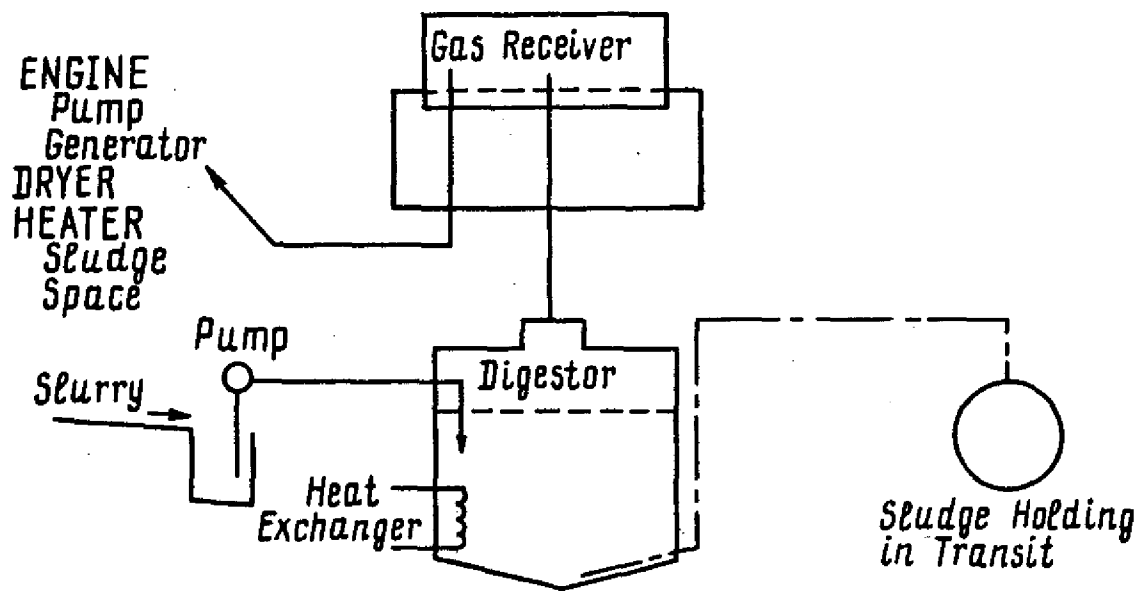 Gas Receiver
ENGINE
Pump
Generator
DRYER
HEATER
Sludge
Space
Pump
Slurry
Digestor
Heat
Exchanger
Sludge Holding
in Transit